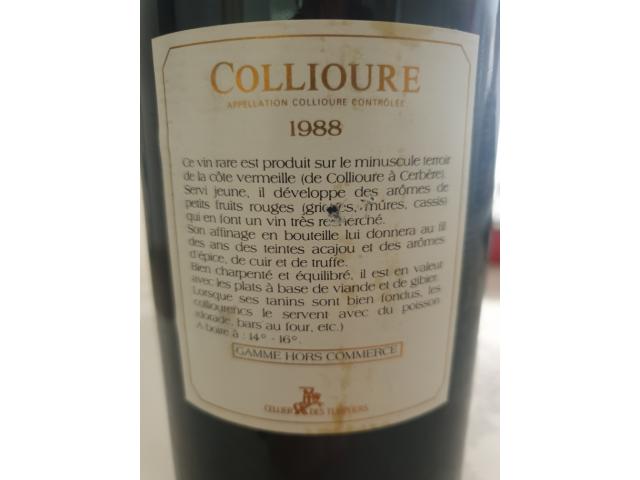 COLLIOURE
APPELLATION COLLIOURE CONTRÔLÉE
1988
Ce vin rare est produit sur le minuscule terroir
de la côte vermeille (de Collioure à Cerbère).
Servi jeune, il développe des arômes de
petits fruits rouges (griottes, mûres, cassis)
qui en font un vin très recherché.
Son affinage en bouteille lui donnera au fil
des ans des teintes acajou et des arômes
d'épice, de cuir et de truffe.
Bien charpenté et équilibré, il est en valeur
avec les plats à base de viande et de gibier.
Lorsque ses tanins sont bien fondus, les
colliourencs le servent avec du poisson
(dorade, bars au four, etc.)
A boire à : 14° - 16°.
GAMME HORS COMMERCE
CELLIER DES TEMPLIERS